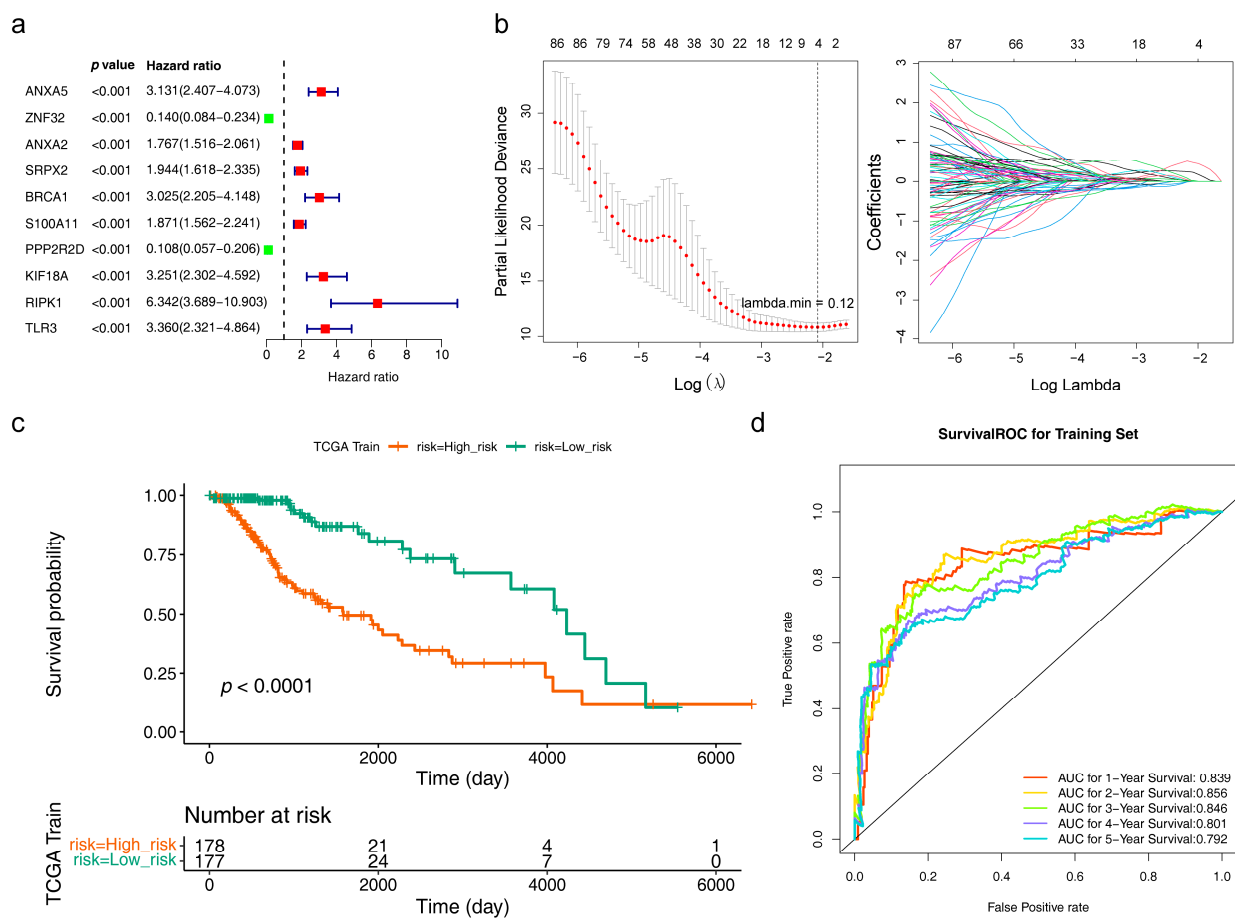 a
p value Hazard ratio
ANXA5 <0.001 3.131(2.407−4.073)
ZNF32 <0.001 0.140(0.084−0.234)
ANXA2 <0.001 1.767(1.516−2.061)
SRPX2 <0.001 1.944(1.618−2.335)
BRCA1 <0.001 3.025(2.205−4.148)
S100A11 <0.001 1.871(1.562−2.241)
PPP2R2D <0.001 0.108(0.057−0.206)
KIF18A <0.001 3.251(2.302−4.592)
RIPK1 <0.001 6.342(3.689−10.903)
TLR3 <0.001 3.360(2.321−4.864)
0 2 4 6 8 10
Hazard ratio
b
86 86 79 74 58 48 38 30 22 18 12 9 4 2
Partial Likelihood Deviance
30
25
20
15
10
lambda.min = 0.12
−6 −5 −4 −3 −2
Log (λ)
87 66 33 18 4
Coefficients
3
2
1
0
−1
−2
−3
−4
−6 −5 −4 −3 −2
Log Lambda
c
TCGA Train risk=High_risk risk=Low_risk
Survival probability
1.00
0.75
0.50
0.25
0.00
p < 0.0001
0 2000 4000 6000
Time (day)
Number at risk
TCGA Train
risk=High_risk 178 21 4 1
risk=Low_risk 177 24 7 0
0 2000 4000 6000
Time (day)
d
SurvivalROC for Training Set
True Positive rate
1.0
0.8
0.6
0.4
0.2
0.0
AUC for 1−Year Survival: 0.839
AUC for 2−Year Survival:0.856
AUC for 3−Year Survival:0.846
AUC for 4−Year Survival:0.801
AUC for 5−Year Survival:0.792
0.0 0.2 0.4 0.6 0.8 1.0
False Positive rate